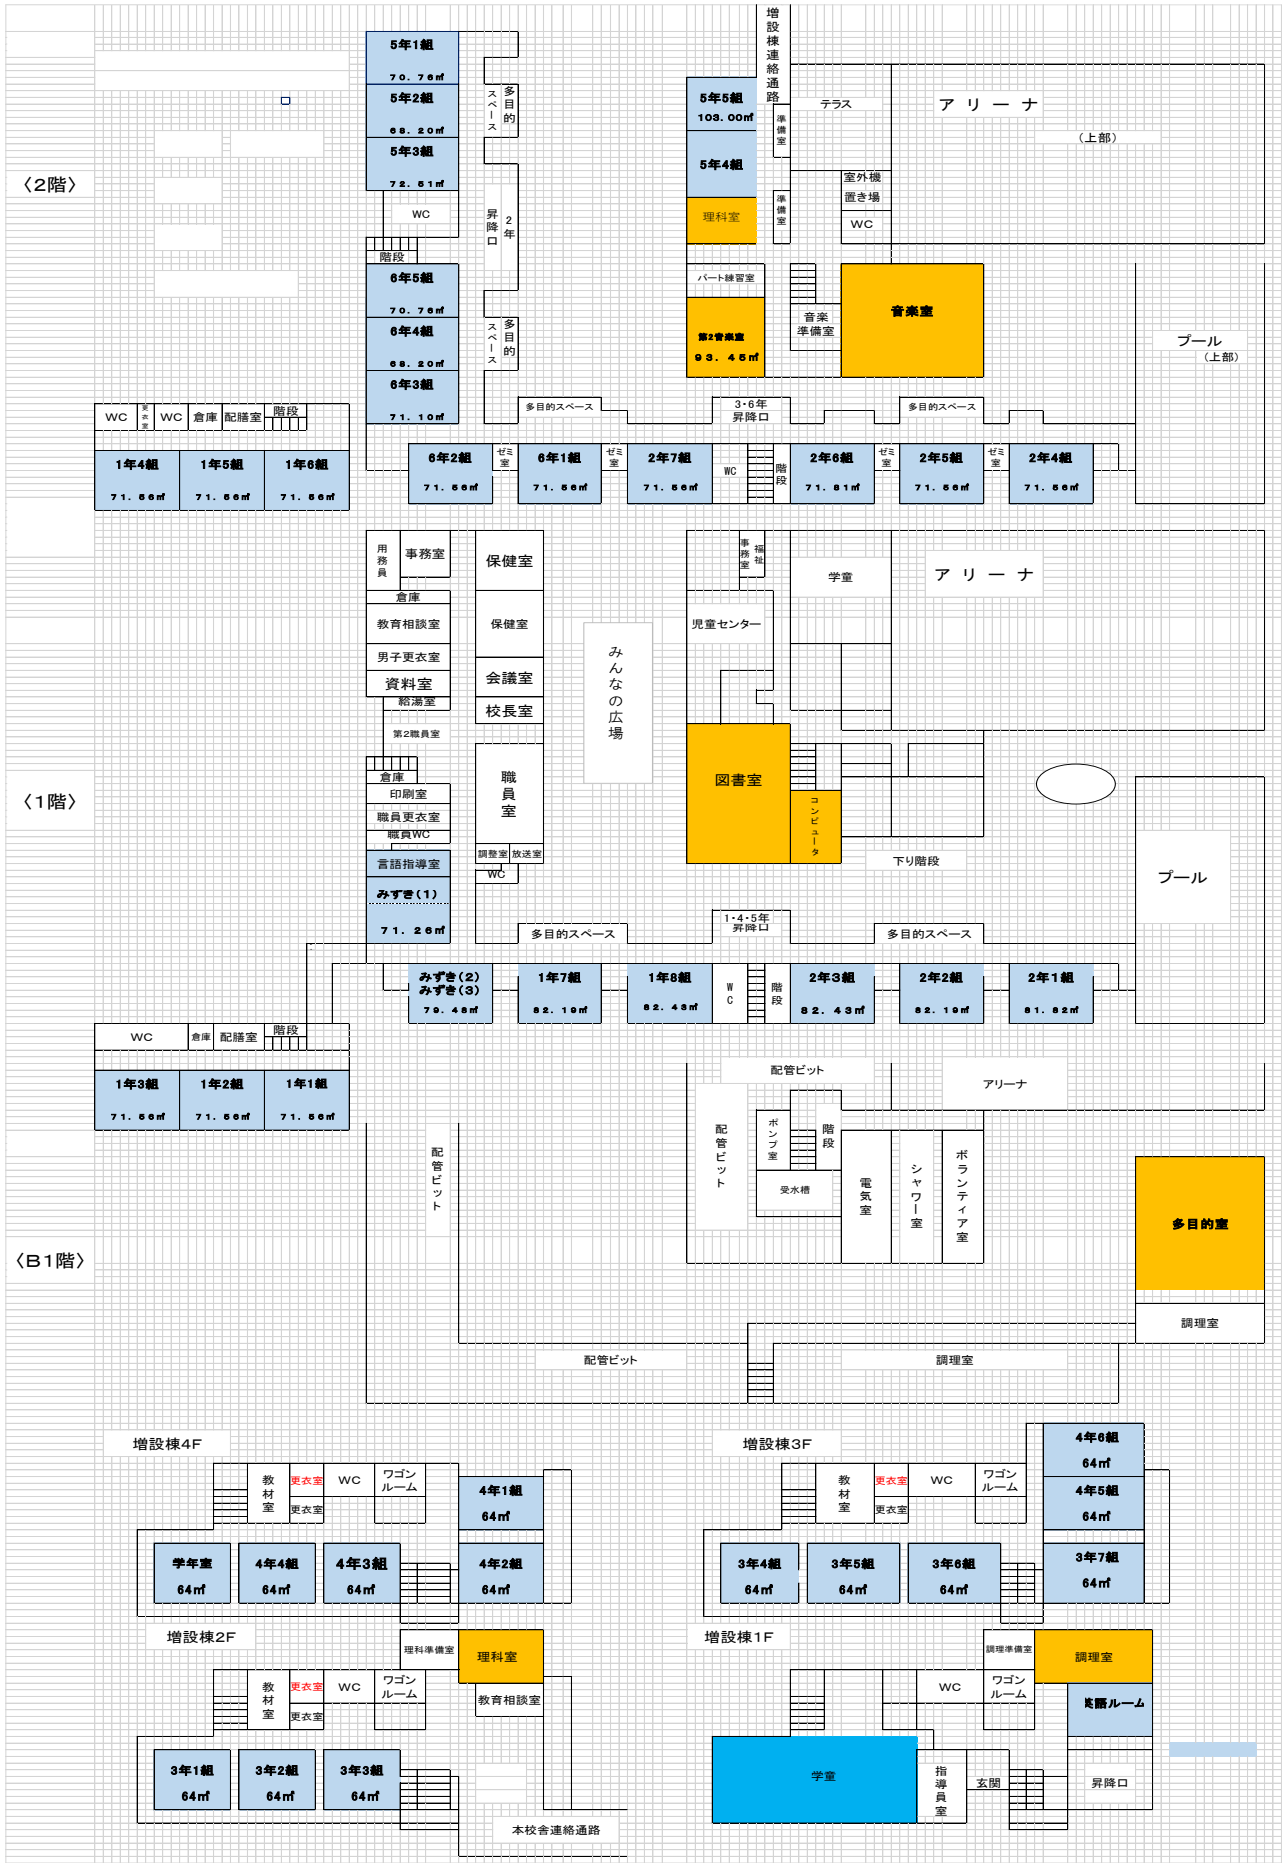 〈2階〉
5年1組
70.76㎡
5年2組
68.20㎡
5年3組
72.51㎡
WC
階段
6年5組
70.76㎡
6年4組
68.20㎡
6年3組
71.10㎡
多目的
スペース
2年
昇降口
多目的
スペース
増設棟連絡通路
5年5組
103.00㎡
5年4組
理科室
準備室
準備室
テラス
アリーナ
(上部)
室外機
置き場
WC
パート練習室
第2音楽室
93.45㎡
音楽
準備室
音楽室
プール
(上部)
WC
更衣室
WC
倉庫
配膳室
階段
1年4組
71.56㎡
1年5組
71.56㎡
1年6組
71.56㎡
多目的スペース
3・6年
昇降口
多目的スペース
6年2組
71.56㎡
ゼミ室
6年1組
71.56㎡
ゼミ室
2年7組
71.56㎡
WC
階段
2年6組
71.81㎡
ゼミ室
2年5組
71.56㎡
ゼミ室
2年4組
71.56㎡
〈1階〉
用務員
事務室
倉庫
教育相談室
男子更衣室
資料室
給湯室
第2職員室
倉庫
印刷室
職員更衣室
職員WC
言語指導室
みずき(1)
71.26㎡
保健室
保健室
会議室
校長室
職員室
調整室
放送室
WC
みんなの広場
福祉
事務室
児童センター
学童
アリーナ
図書室
コンピュータ
下り階段
プール
多目的スペース
1・4・5年
昇降口
多目的スペース
みずき(2)
みずき(3)
79.48㎡
1年7組
82.19㎡
1年8組
82.43㎡
WC
階段
2年3組
82.43㎡
2年2組
82.19㎡
2年1組
81.82㎡
WC
倉庫
配膳室
階段
1年3組
71.56㎡
1年2組
71.56㎡
1年1組
71.56㎡
〈B1階〉
配管ピット
配管ピット
配管ピット
アリーナ
ポンプ室
階段
受水槽
電気室
シャワー室
ボランティア室
多目的室
調理室
配管ピット
調理室
増設棟4F
教材室
更衣室
更衣室
WC
ワゴン
ルーム
4年1組
64㎡
学年室
64㎡
4年4組
64㎡
4年3組
64㎡
4年2組
64㎡
増設棟3F
教材室
更衣室
更衣室
WC
ワゴン
ルーム
4年6組
64㎡
4年5組
64㎡
3年4組
64㎡
3年5組
64㎡
3年6組
64㎡
3年7組
64㎡
増設棟2F
理科準備室
理科室
教材室
更衣室
更衣室
WC
ワゴン
ルーム
教育相談室
3年1組
64㎡
3年2組
64㎡
3年3組
64㎡
本校舎連絡通路
増設棟1F
調理準備室
調理室
WC
ワゴン
ルーム
英語ルーム
学童
指導員室
玄関
昇降口